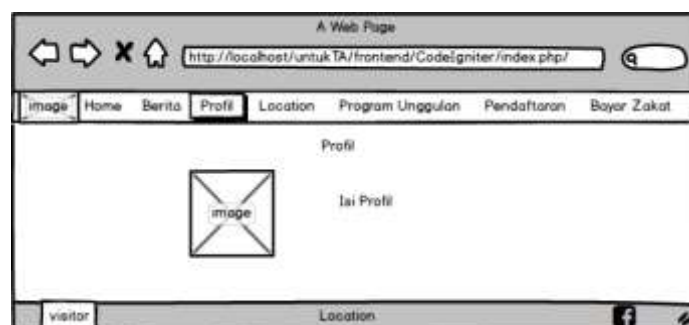 A Web Page
http://localhost/untukTA/frontend/CodeIgniter/index.php/
image Home Berita Profil Location Program Unggulan Pendaftaran Bayar Zakat
Profil
image
Isi Profil
visitor Location f